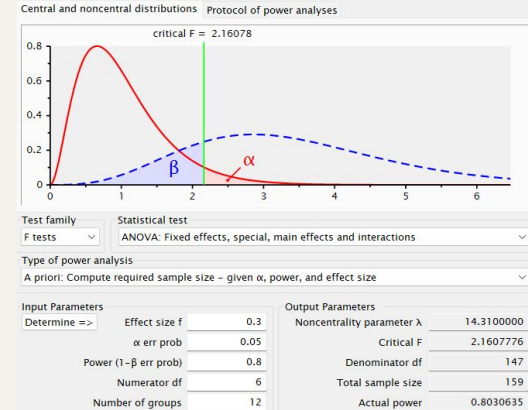 Central and noncentral distributions Protocol of power analyses
critical F = 2.16078
0.8
0.6
0.4
0.2
0
β
α
0 1 2 3 4 5 6
Test family Statistical test
F tests ANOVA: Fixed effects, special, main effects and interactions
Type of power analysis
A priori: Compute required sample size – given α, power, and effect size
Input Parameters Output Parameters
Determine => Effect size f 0.3 Noncentrality parameter λ 14.3100000
α err prob 0.05 Critical F 2.1607776
Power (1-β err prob) 0.8 Denominator df 147
Numerator df 6 Total sample size 159
Number of groups 12 Actual power 0.8030635